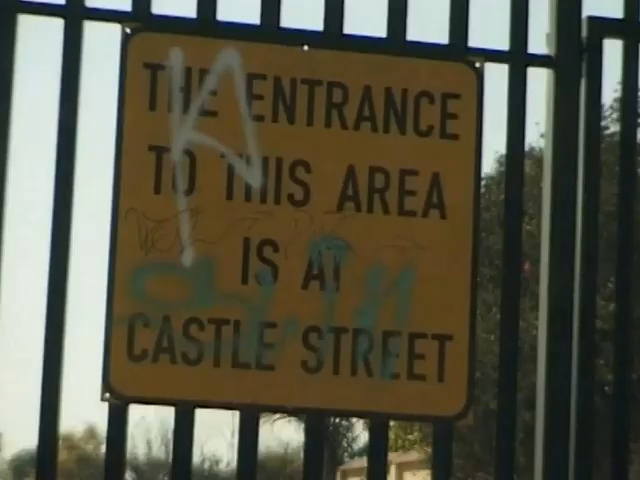 THE ENTRANCE
TO THIS AREA
IS AT
CASTLE STREET